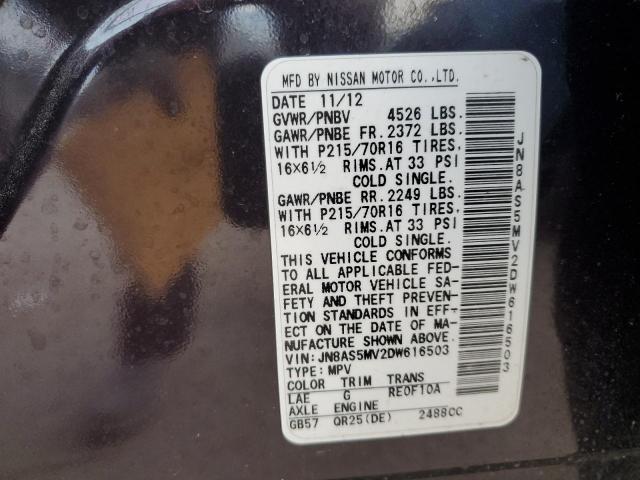 MFD BY NISSAN MOTOR CO.,LTD.
DATE 11/12
GVWR/PNBV 4526 LBS.
GAWR/PNBE FR. 2372 LBS.
WITH P215/70R16 TIRES,
16X6½ RIMS. AT 33 PSI
COLD SINGLE.
GAWR/PNBE RR. 2249 LBS.
WITH P215/70R16 TIRES,
16X6½ RIMS. AT 33 PSI
COLD SINGLE.
THIS VEHICLE CONFORMS
TO ALL APPLICABLE FED-
ERAL MOTOR VEHICLE SA-
FETY AND THEFT PREVEN-
TION STANDARDS IN EFF-
ECT ON THE DATE OF MA-
NUFACTURE SHOWN ABOVE.
VIN: JN8AS5MV2DW616503
TYPE: MPV
COLOR TRIM TRANS
LAE G RE0F10A
AXLE ENGINE
GB57 QR25(DE) 2488CC
JN8AS5MV2DW616503